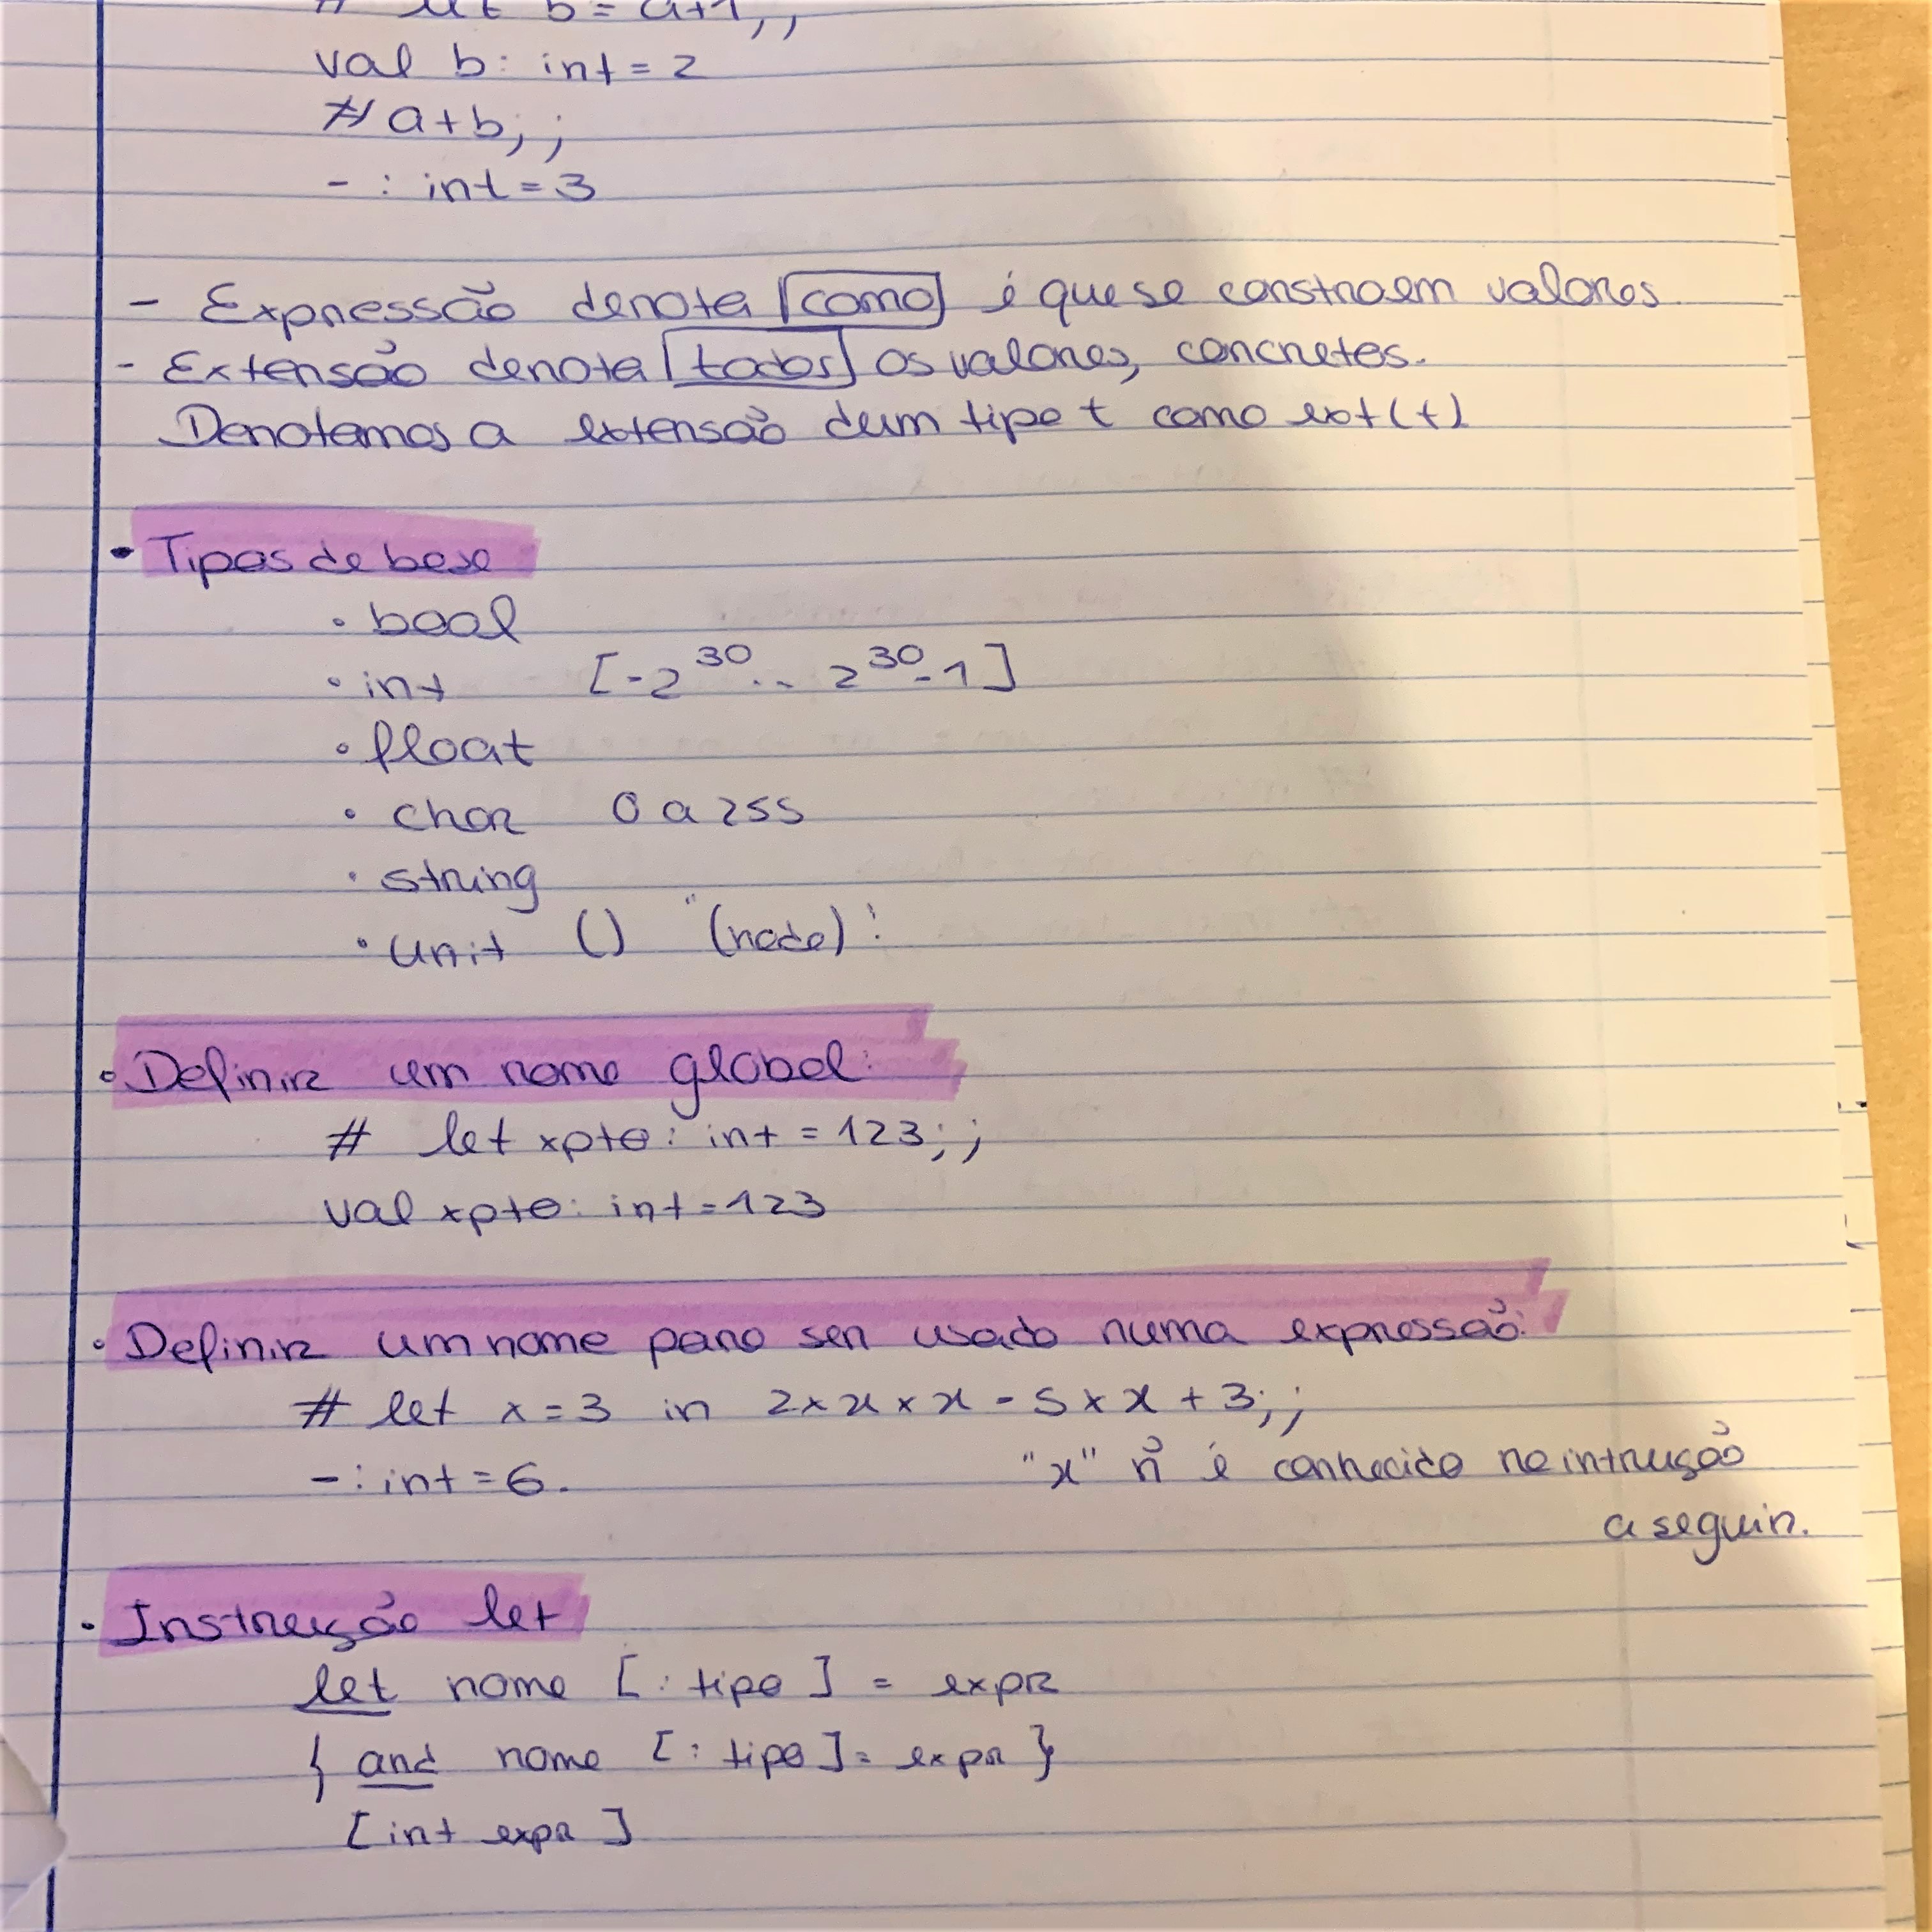 # let b = a+1;;
val b: int = 2
# a+b;;
- : int = 3
- Expressão denota [como] é que se constroem valores
- Extensão denota [todos] os valores, concretos.
Denotamos a extensão dum tipo t como ext(t)
• Tipos de base
• bool
• int [-2^30 .. 2^30-1]
• float
• char 0 a 255
• string
• unit () "(nada)"
• Definir um nome global:
# let xpto: int = 123;;
val xpto: int = 123
• Definir um nome para ser usado numa expressão:
# let x = 3 in 2 x x x x - 5 x x + 3;;
- : int = 6. "x" ñ é conhecido na intrução
a seguir.
• Instrução let
let nome [: tipo] = expr
{ and nome [: tipo] = expr }
[int expr]